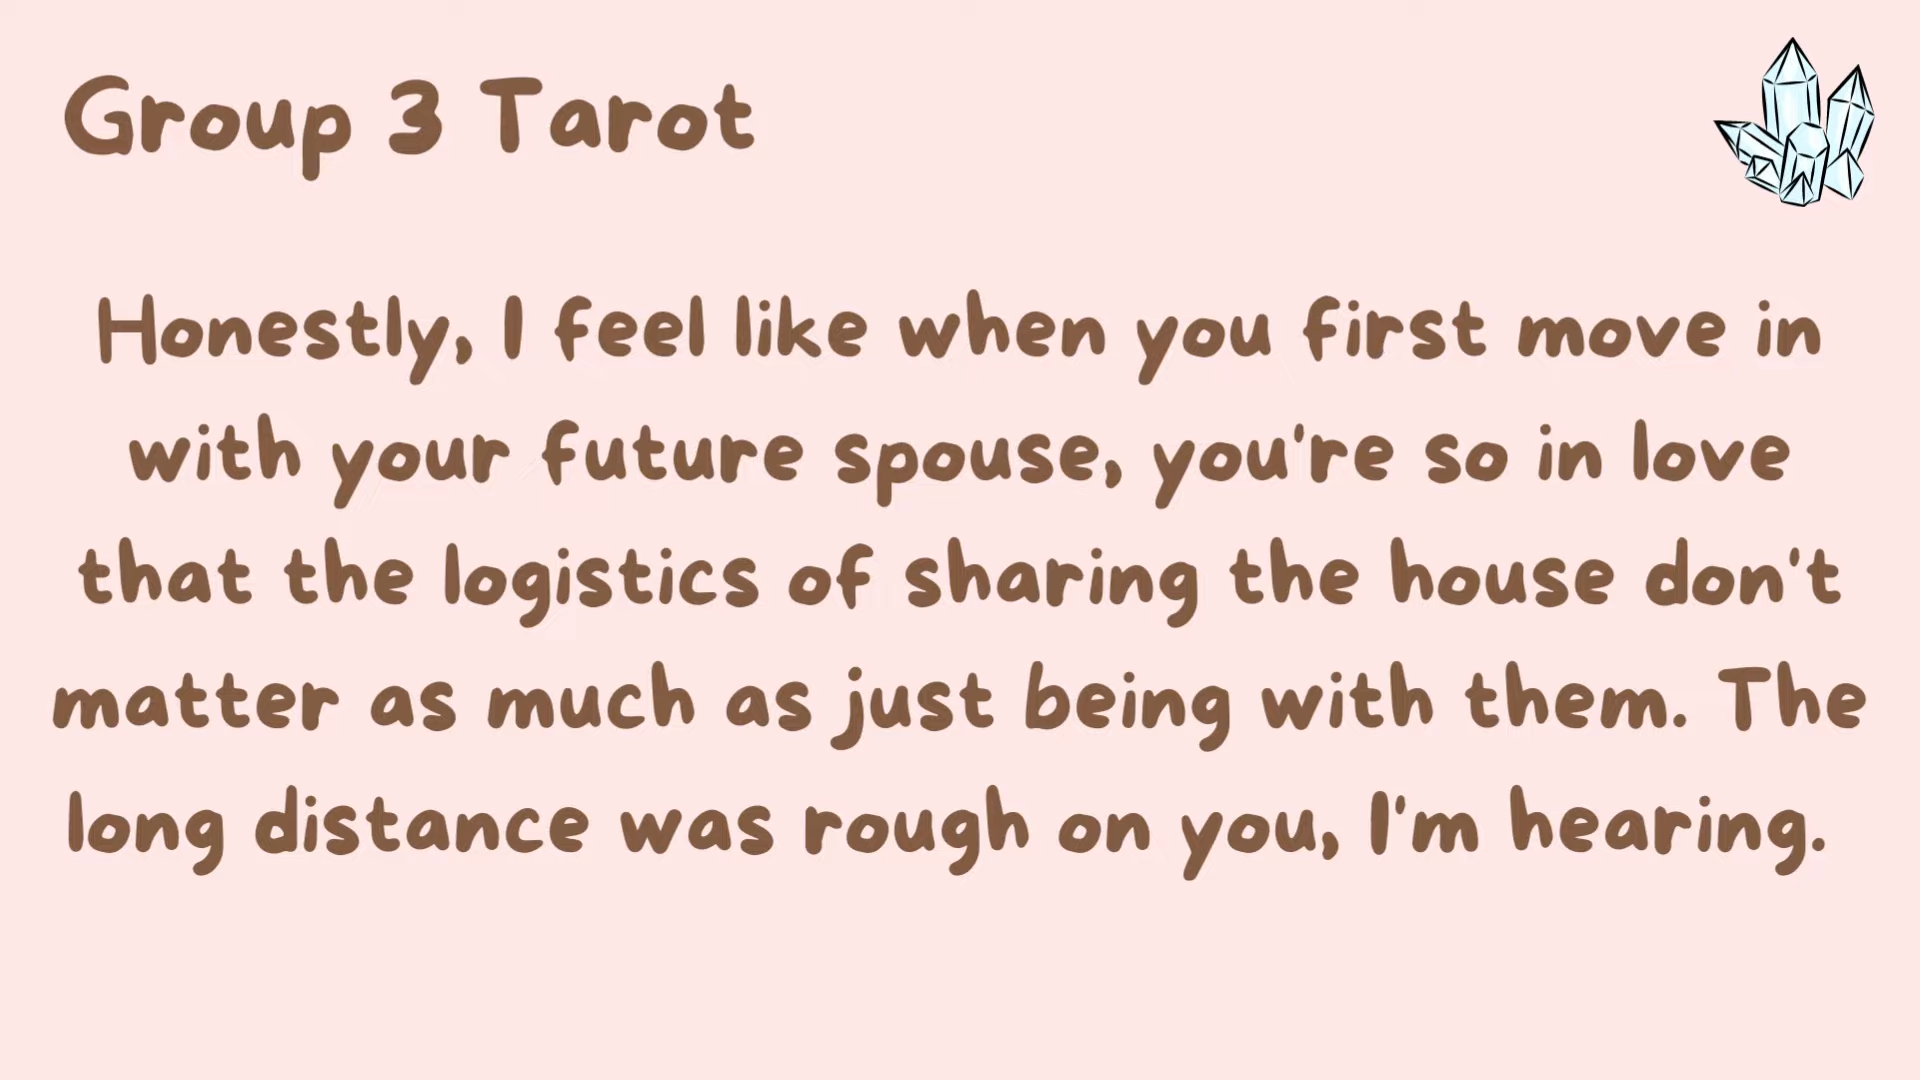 Group 3 Tarot
Honestly, I feel like when you first move in
with your future spouse, you're so in love
that the logistics of sharing the house don't
matter as much as just being with them. The
long distance was rough on you, I'm hearing.